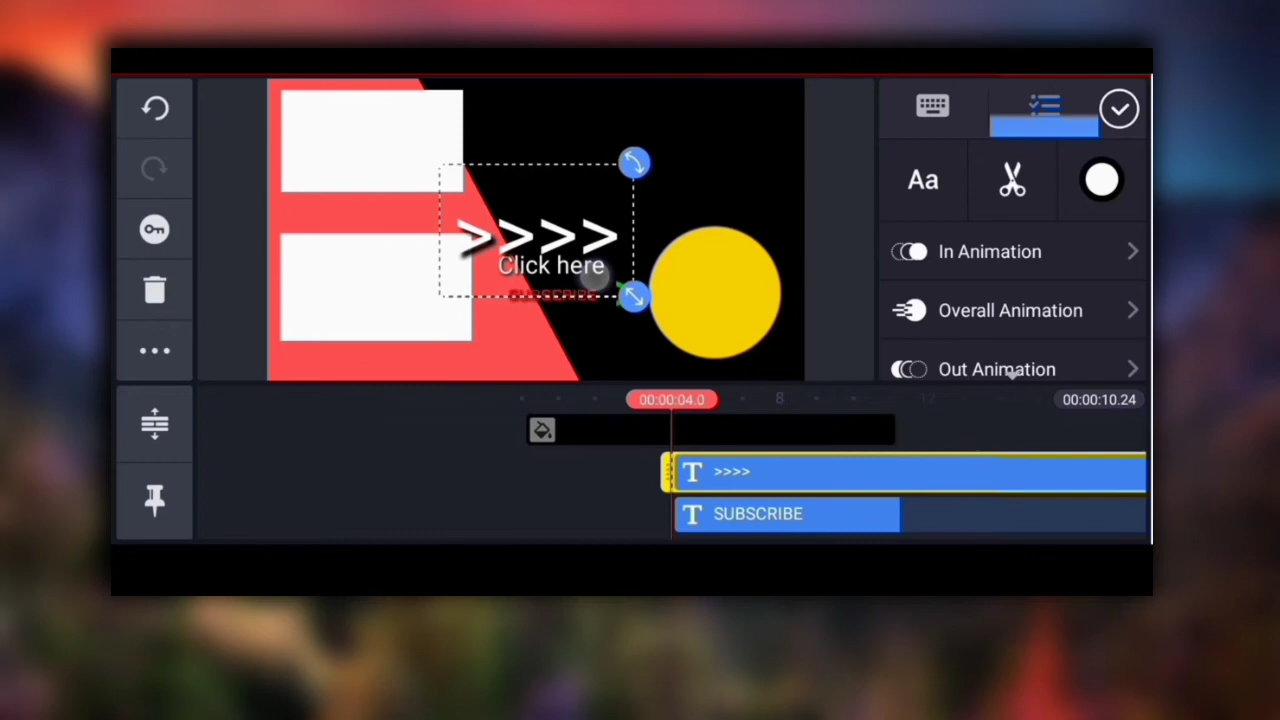 >>>>
Click here
SUBSCRIBE
Aa
In Animation
Overall Animation
Out Animation
00:00:04.0
8
00:00:10.24
T >>>>
T SUBSCRIBE